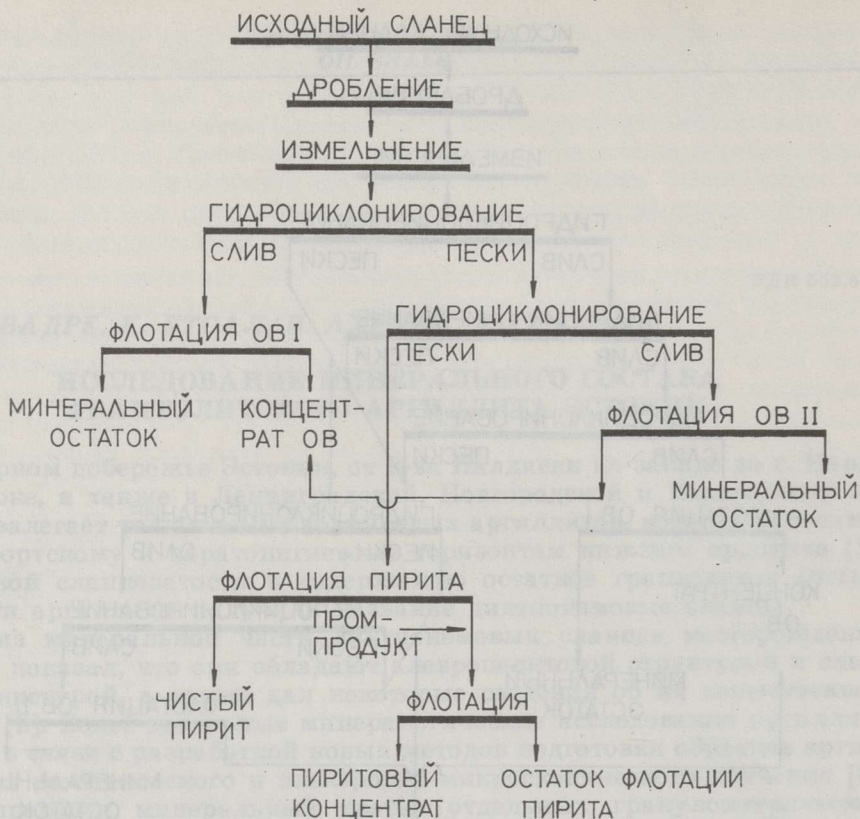 ИСХОДНЫЙ СЛАНЕЦ
ДРОБЛЕНИЕ
ИЗМЕЛЬЧЕНИЕ
ГИДРОЦИКЛОНИРОВАНИЕ
СЛИВ ПЕСКИ
ГИДРОЦИКЛОНИРОВАНИЕ
ПЕСКИ СЛИВ
ФЛОТАЦИЯ ОВ I
МИНЕРАЛЬНЫЙ
ОСТАТОК
КОНЦЕНТ-
РАТ ОВ
ФЛОТАЦИЯ ОВ II
МИНЕРАЛЬНЫЙ
ОСТАТОК
ФЛОТАЦИЯ ПИРИТА
ПРОМ-
ПРОДУКТ
ЧИСТЫЙ
ПИРИТ
ФЛОТАЦИЯ
ПИРИТОВЫЙ
КОНЦЕНТРАТ
ОСТАТОК ФЛОТАЦИИ
ПИРИТА